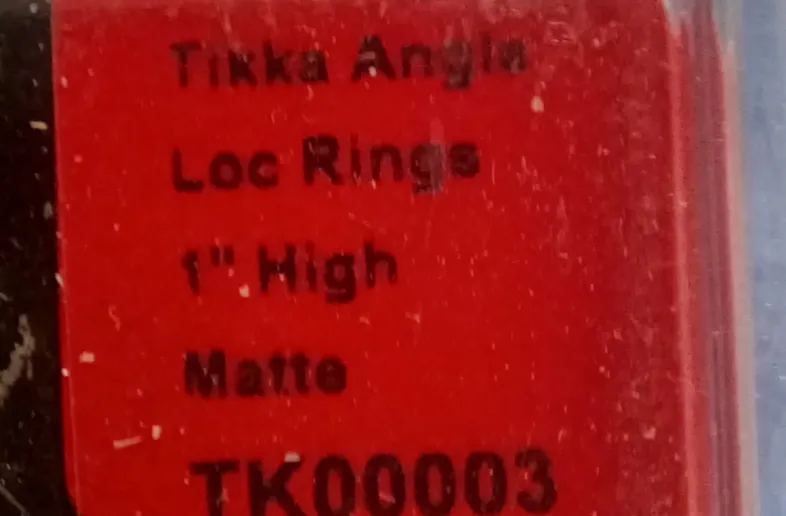 Tikka Angle
Loc Rings
1" High
Matte
TK00003